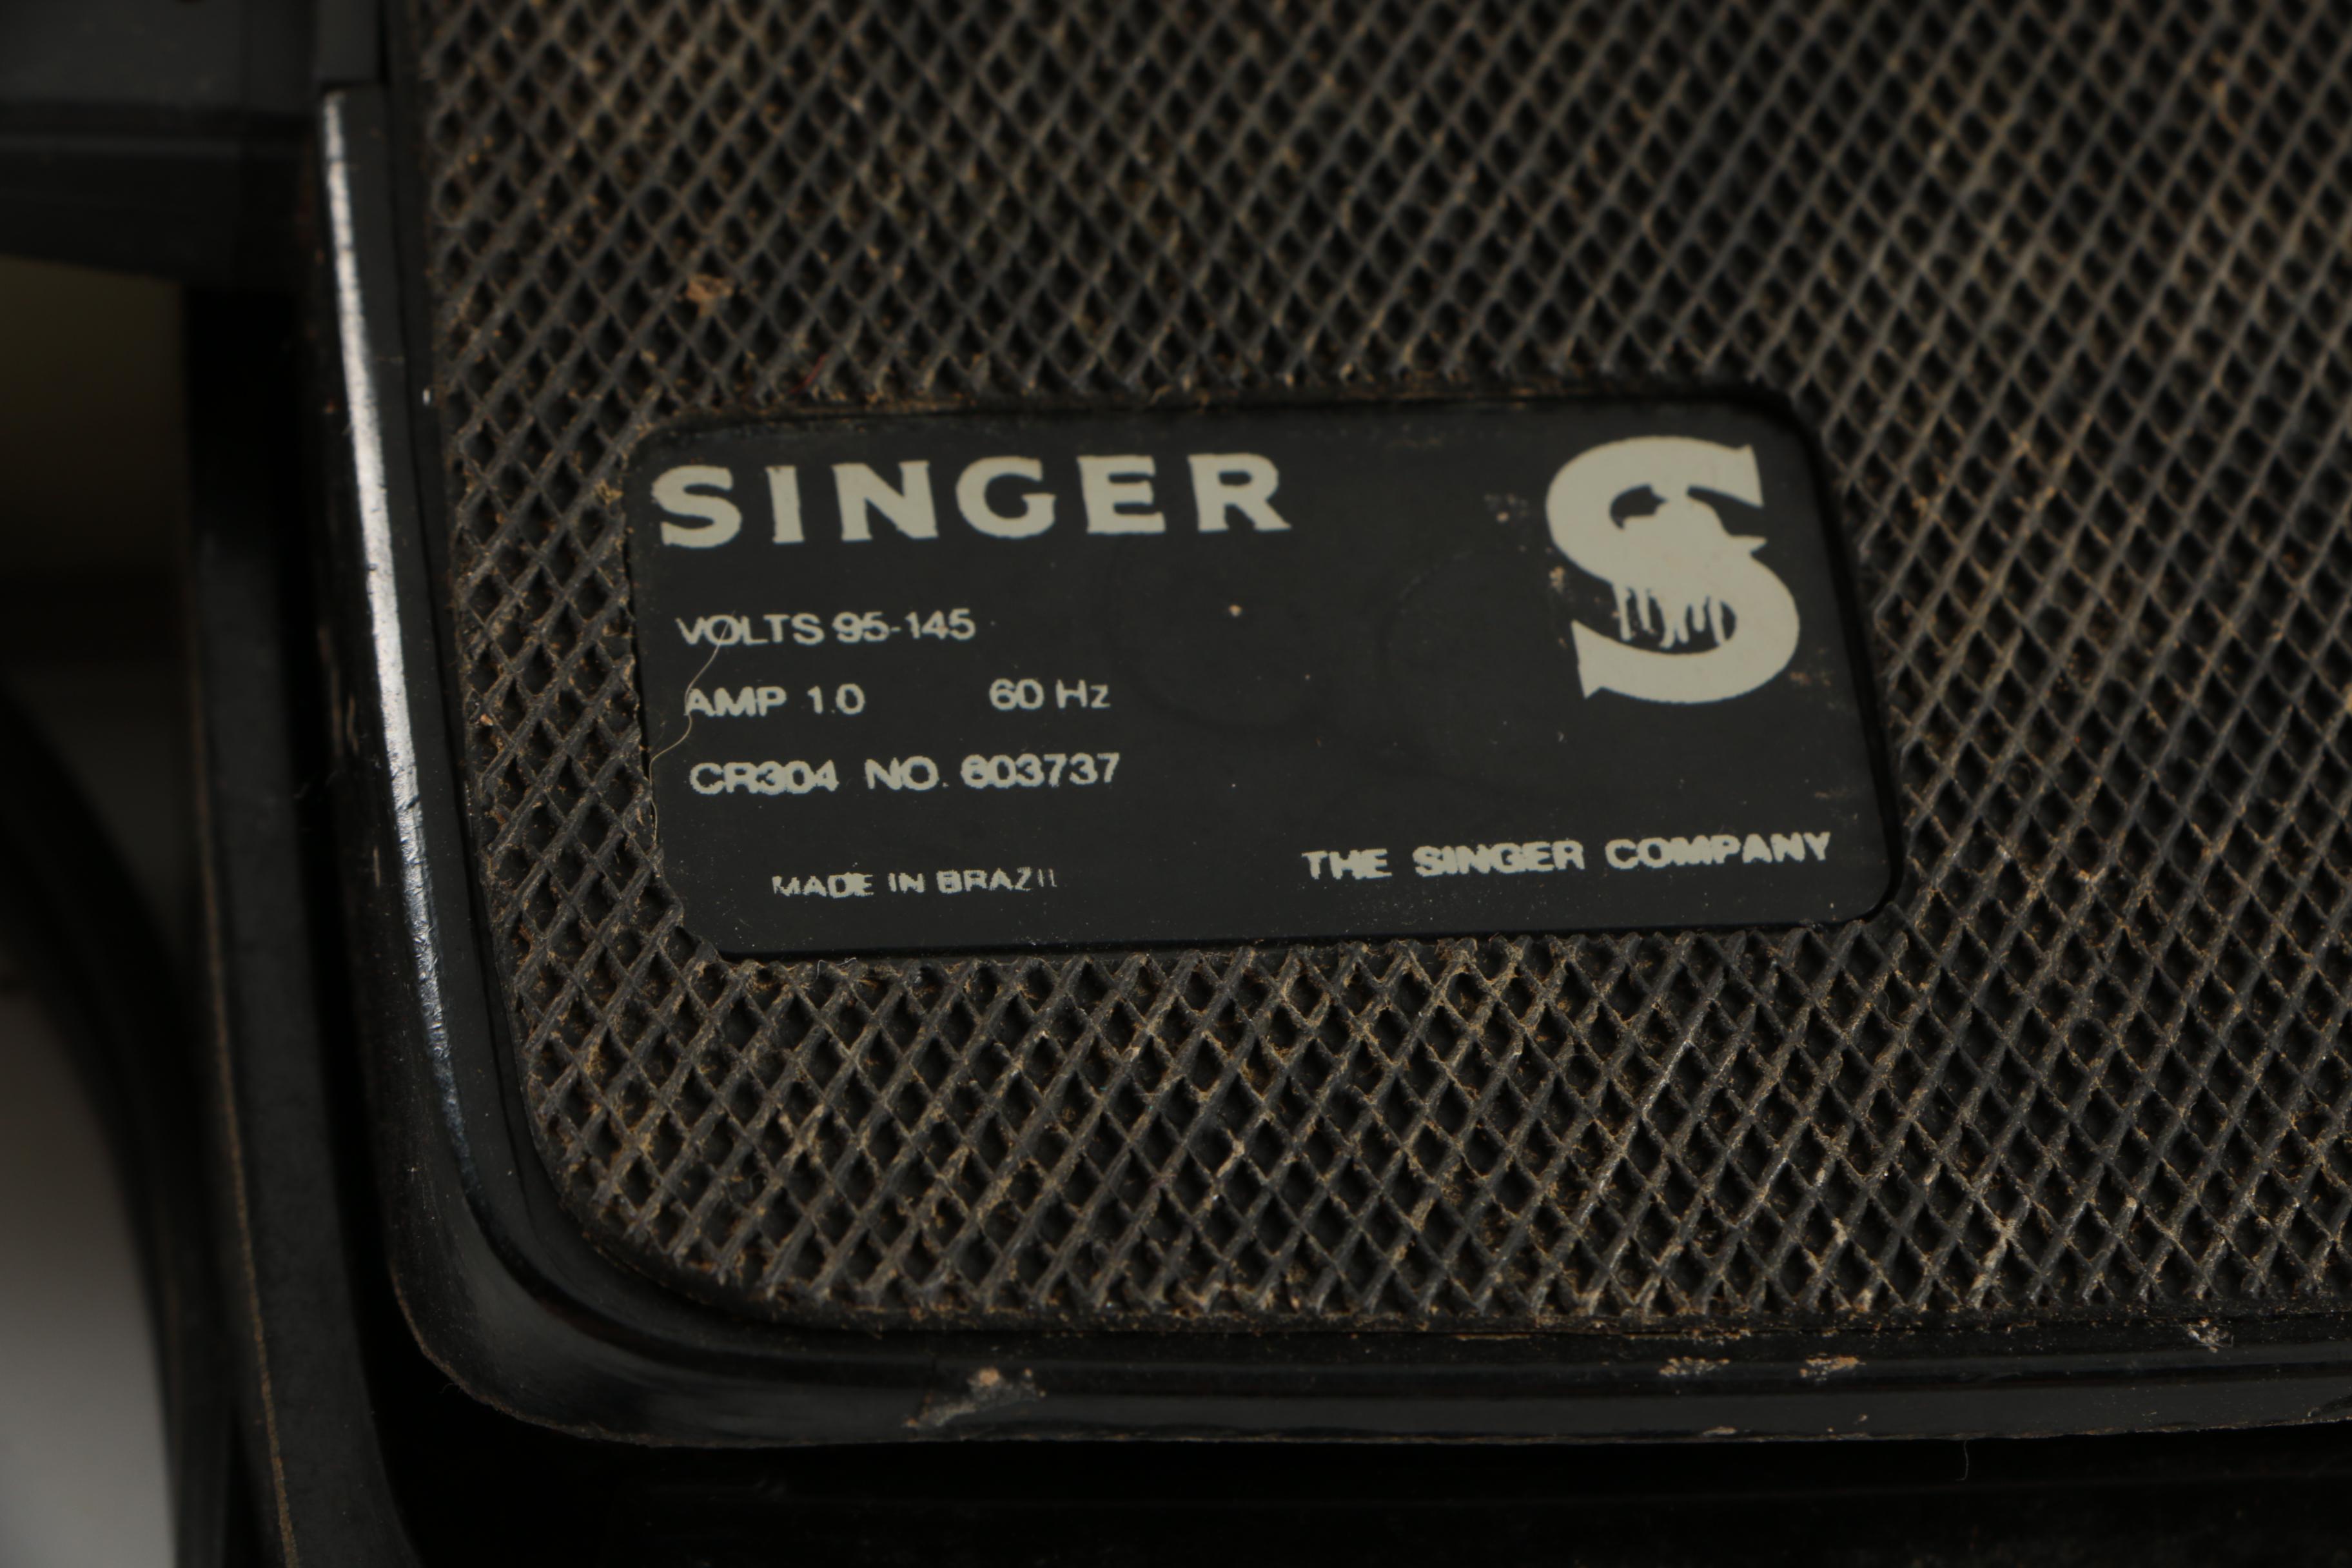 SINGER
S
VOLTS 95-145
AMP 1.0 60 Hz
CR304 NO. 603737
MADE IN BRAZIL
THE SINGER COMPANY